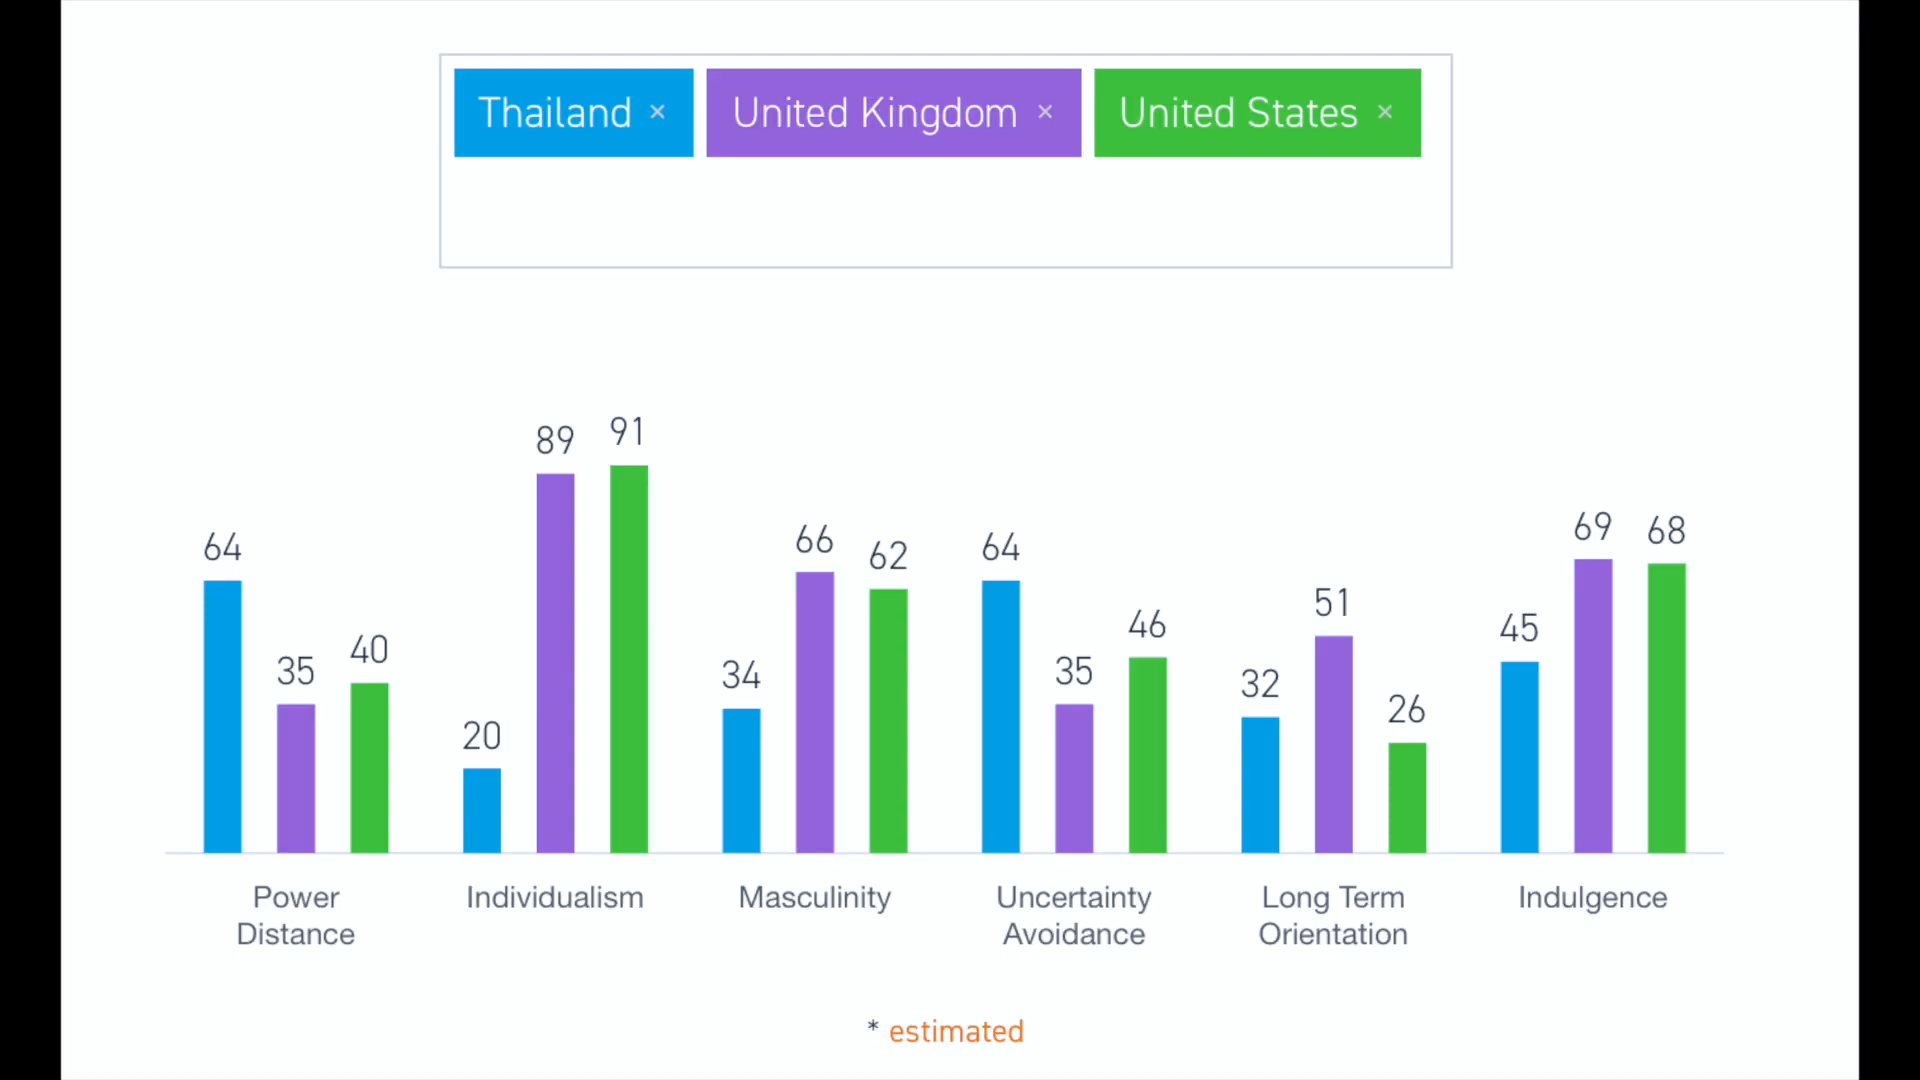 Thailand × United Kingdom × United States ×
89 91
64 66 62 64 69 68
35 40 34 46 51 45
20 35 32 26
Power Individualism Masculinity Uncertainty Long Term Indulgence
Distance Avoidance Orientation
* estimated